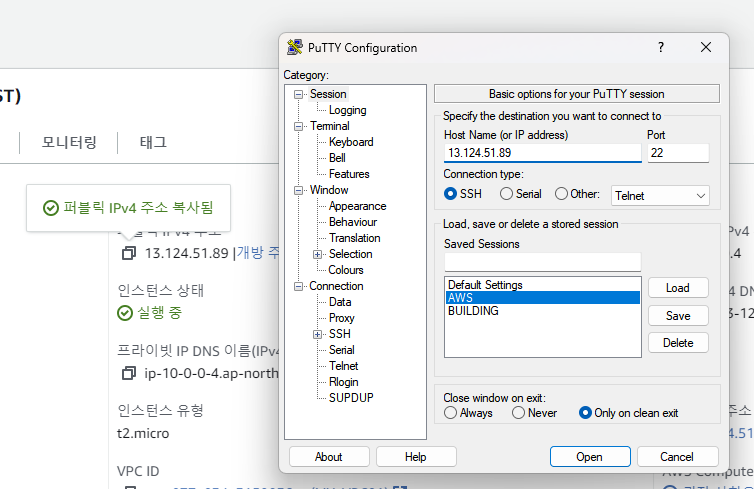 ST)
모니터링
태그
퍼블릭 IPv4 주소 복사됨
13.124.51.89 |개방 주
인스턴스 상태
실행 중
프라이빗 IP DNS 이름(IPv4
ip-10-0-0-4.ap-north
인스턴스 유형
t2.micro
VPC ID
PuTTY Configuration
?
Category:
Session
Logging
Terminal
Keyboard
Bell
Features
Window
Appearance
Behaviour
Translation
Selection
Colours
Connection
Data
Proxy
SSH
Serial
Telnet
Rlogin
SUPDUP
About
Help
Basic options for your PuTTY session
Specify the destination you want to connect to
Host Name (or IP address)
Port
13.124.51.89
22
Connection type:
SSH
Serial
Other:
Telnet
Load, save or delete a stored session
Saved Sessions
Default Settings
AWS
BUILDING
Load
Save
Delete
Close window on exit:
Always
Never
Only on clean exit
Open
Cancel
Pv4
.4
4 DN
3-12
주소
4.51